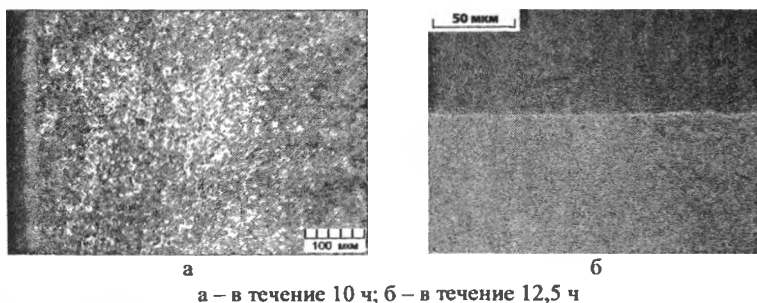 50 мкм
100 мкм
а
б
а – в течение 10 ч; б – в течение 12,5 ч